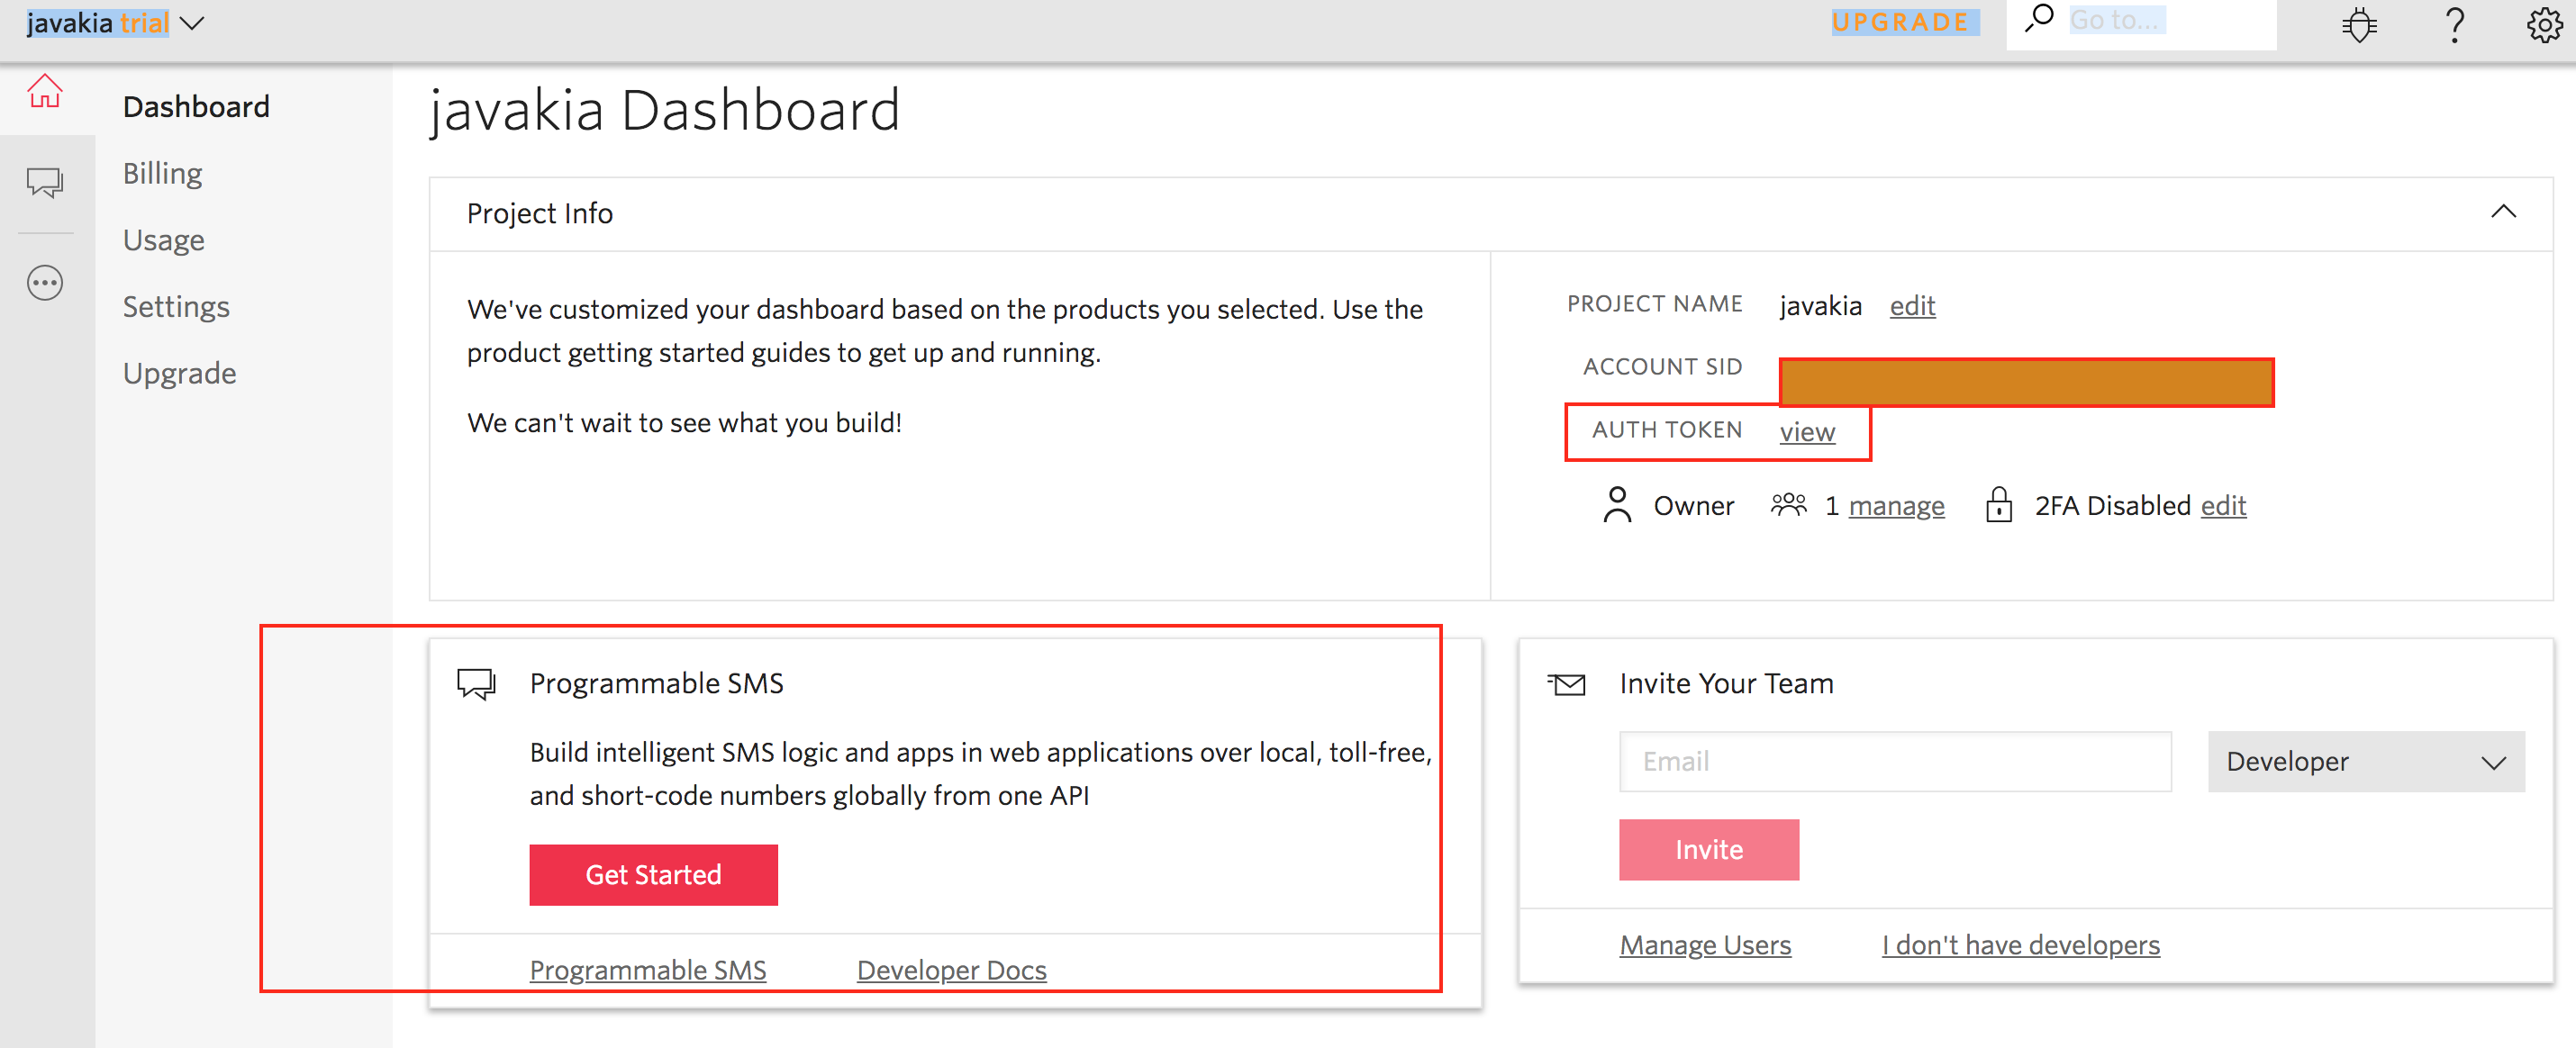 javakia trial
UPGRADE
Go to...
Dashboard
Billing
Usage
Settings
Upgrade
javakia Dashboard
Project Info
We've customized your dashboard based on the products you selected. Use the
product getting started guides to get up and running.
We can't wait to see what you build!
PROJECT NAME javakia edit
ACCOUNT SID
AUTH TOKEN view
Owner 1 manage 2FA Disabled edit
Programmable SMS
Build intelligent SMS logic and apps in web applications over local, toll-free,
and short-code numbers globally from one API
Get Started
Programmable SMS Developer Docs
Invite Your Team
Email Developer
Invite
Manage Users I don't have developers